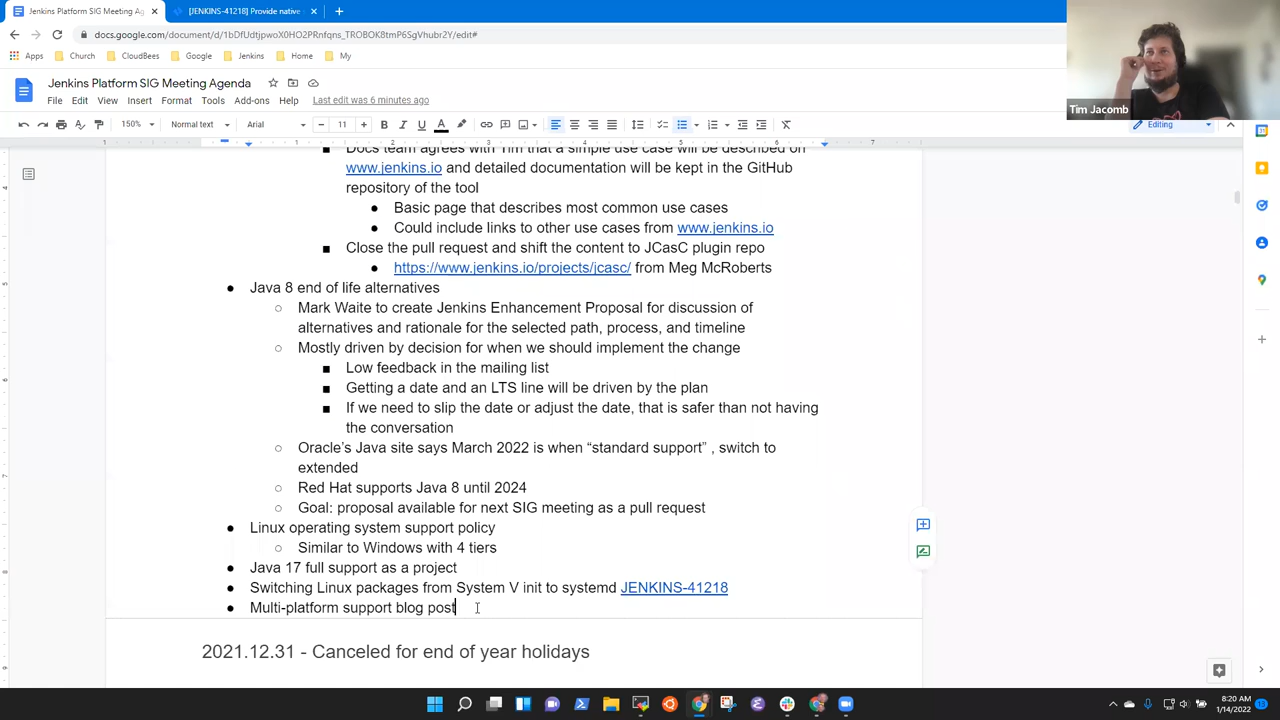 Jenkins Platform SIG Meeting Ag
[JENKINS-41218] Provide native
docs.google.com/document/d/1bDfUdtjpwoX0HO2PRnfqns_TROBOK8tmP6SgVhubr2Y/edit#
Apps Church CloudBees Google Jenkins Home My
Jenkins Platform SIG Meeting Agenda
File Edit View Insert Format Tools Add-ons Help Last edit was 6 minutes ago
150% Normal text Arial 11 Editing
Tim Jacomb
Docs team agrees with Tim that a simple use case will be described on
www.jenkins.io and detailed documentation will be kept in the GitHub
repository of the tool
Basic page that describes most common use cases
Could include links to other use cases from www.jenkins.io
Close the pull request and shift the content to JCasC plugin repo
https://www.jenkins.io/projects/jcasc/ from Meg McRoberts
Java 8 end of life alternatives
Mark Waite to create Jenkins Enhancement Proposal for discussion of
alternatives and rationale for the selected path, process, and timeline
Mostly driven by decision for when we should implement the change
Low feedback in the mailing list
Getting a date and an LTS line will be driven by the plan
If we need to slip the date or adjust the date, that is safer than not having
the conversation
Oracle's Java site says March 2022 is when “standard support” , switch to
extended
Red Hat supports Java 8 until 2024
Goal: proposal available for next SIG meeting as a pull request
Linux operating system support policy
Similar to Windows with 4 tiers
Java 17 full support as a project
Switching Linux packages from System V init to systemd JENKINS-41218
Multi-platform support blog post
2021.12.31 - Canceled for end of year holidays
8:20 AM
1/14/2022